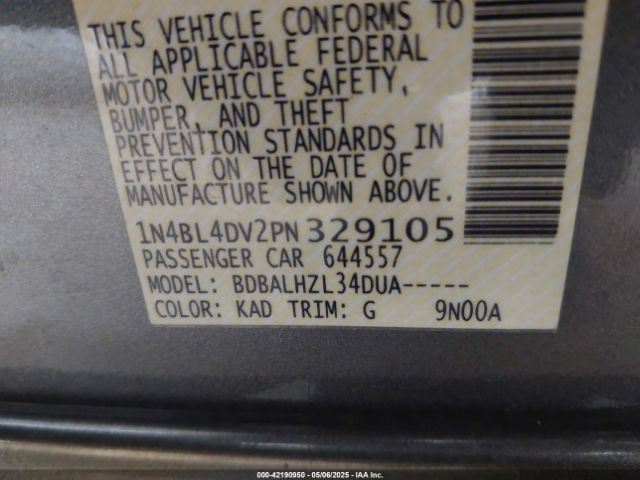 THIS VEHICLE CONFORMS TO
ALL APPLICABLE FEDERAL
MOTOR VEHICLE SAFETY,
BUMPER, AND THEFT
PREVENTION STANDARDS IN
EFFECT ON THE DATE OF
MANUFACTURE SHOWN ABOVE.
1N4BL4DV2PN329105
PASSENGER CAR 644557
MODEL: BDBALHZL34DUA-----
COLOR: KAD TRIM: G 9N00A
000-42190950 | 05/06/2025 | IAA Inc.